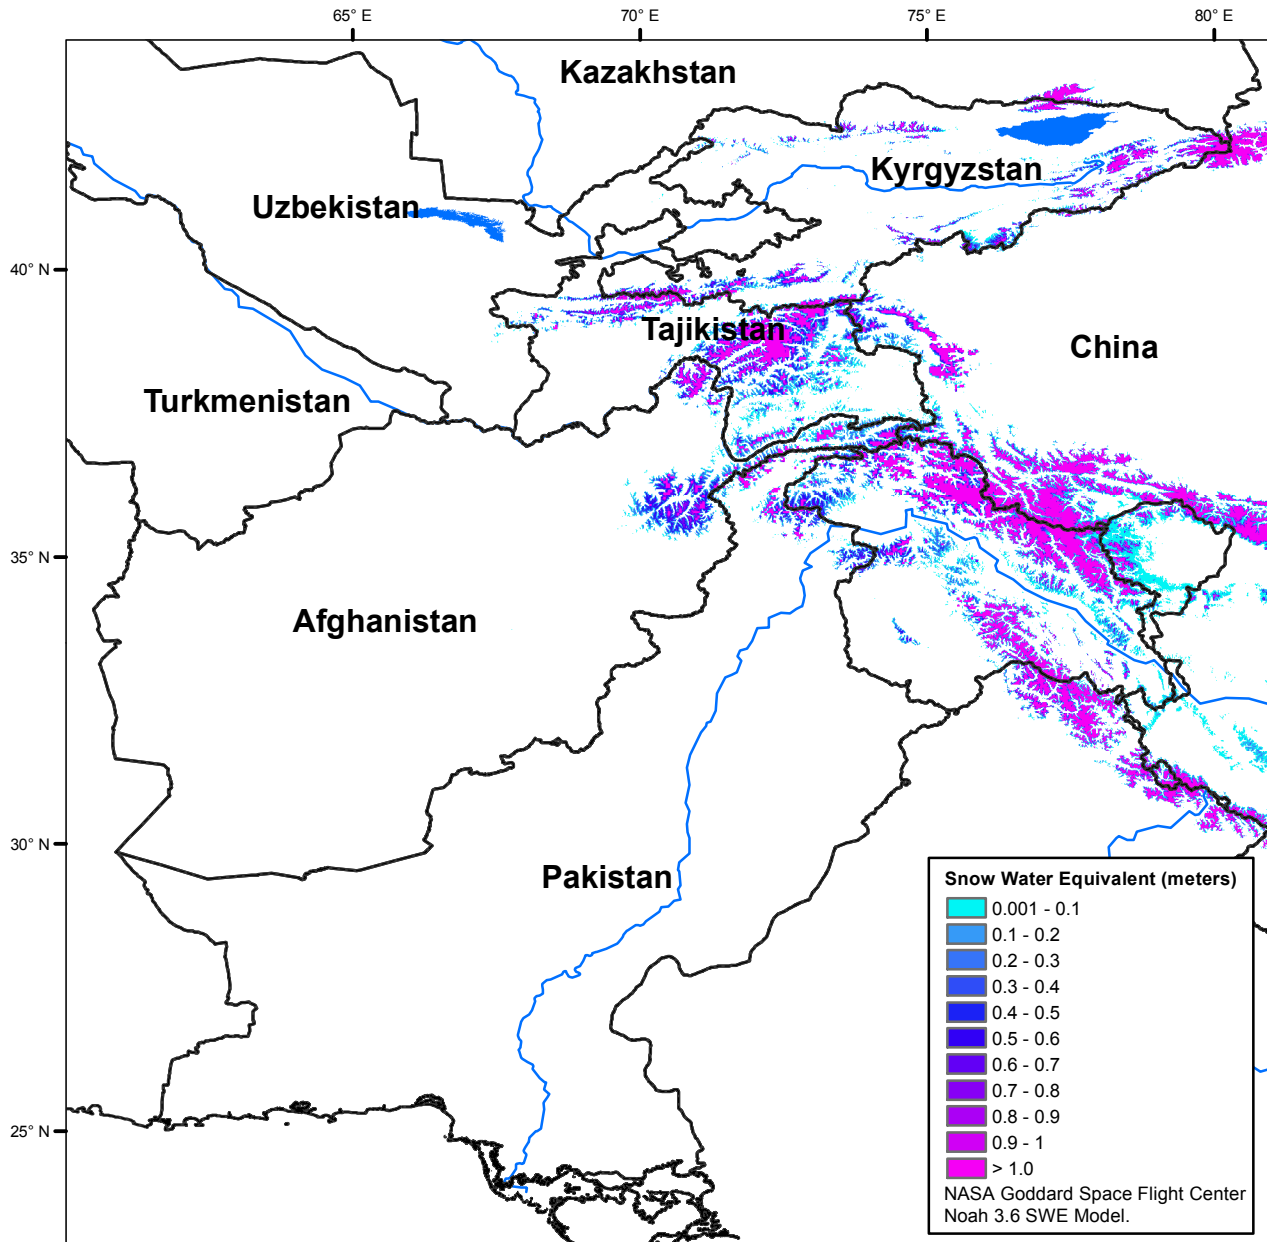 65° E
70° E
75° E
80° E
Kazakhstan
Kyrgyzstan
Uzbekistan
40° N
Tajikistan
China
Turkmenistan
35° N
Afghanistan
30° N
Pakistan
25° N
Snow Water Equivalent (meters)
0.001 - 0.1
0.1 - 0.2
0.2 - 0.3
0.3 - 0.4
0.4 - 0.5
0.5 - 0.6
0.6 - 0.7
0.7 - 0.8
0.8 - 0.9
0.9 - 1
> 1.0
NASA Goddard Space Flight Center
Noah 3.6 SWE Model.